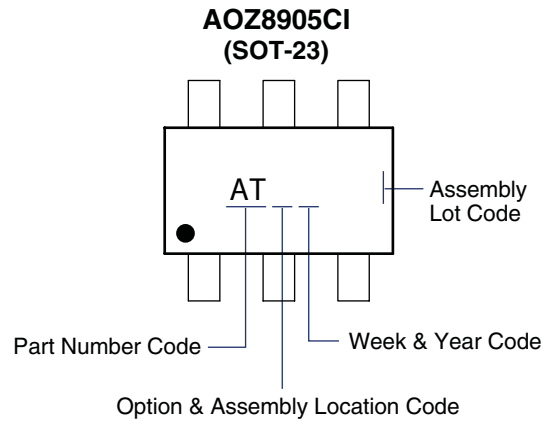 AOZ8905CI
(SOT-23)
AT
Assembly
Lot Code
Part Number Code
Week & Year Code
Option & Assembly Location Code